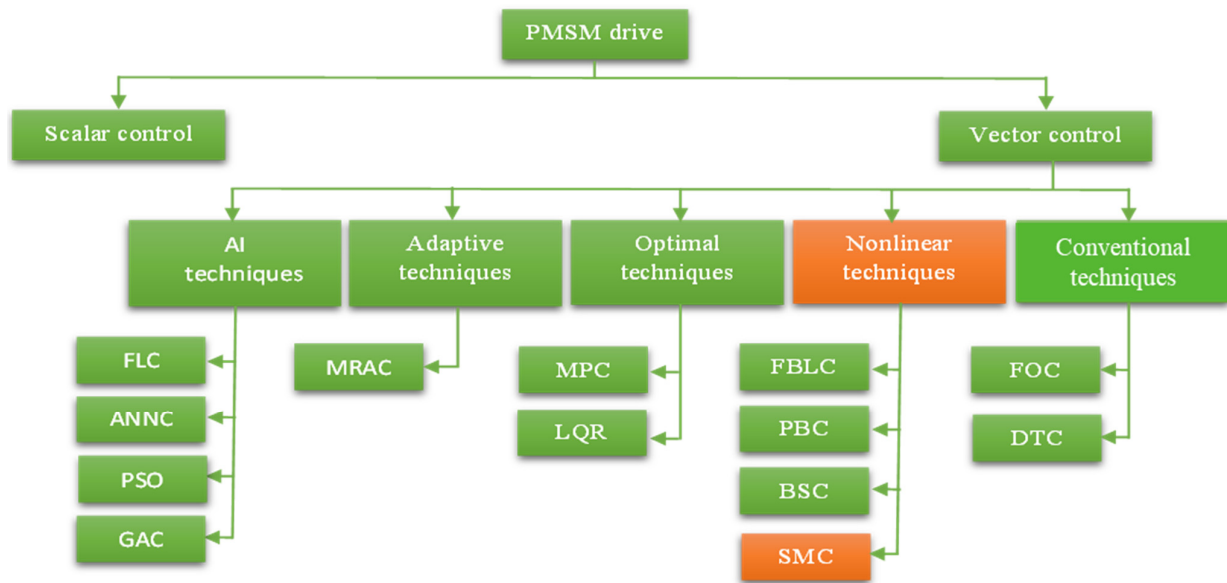 PMSM drive
Scalar control
Vector control
AI
techniques
Adaptive
techniques
Optimal
techniques
Nonlinear
techniques
Conventional
techniques
FLC
ANNC
PSO
GAC
MRAC
MPC
LQR
FBLC
PBC
BSC
SMC
FOC
DTC